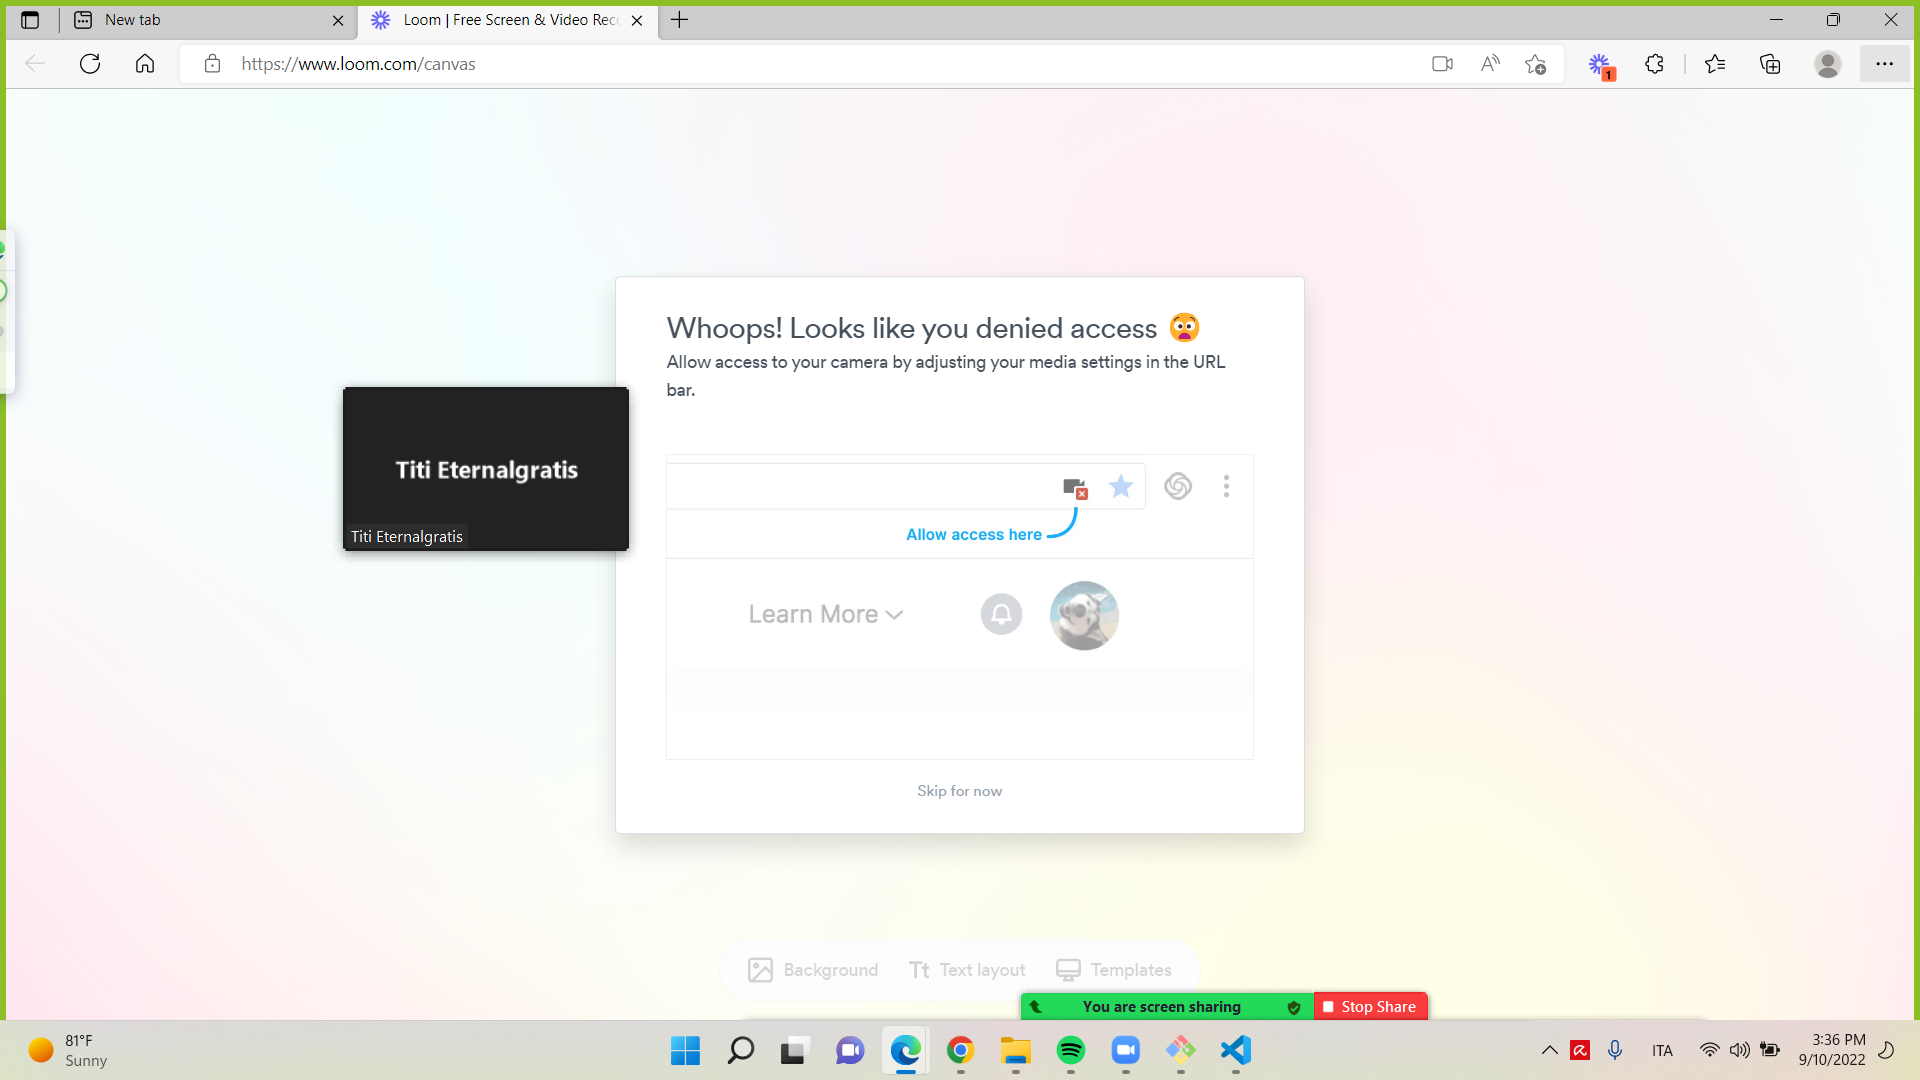 New tab
Loom | Free Screen & Video Rec
https://www.loom.com/canvas
1
Whoops! Looks like you denied access
Allow access to your camera by adjusting your media settings in the URL
bar.
Titi Eternalgratis
Titi Eternalgratis
Allow access here
Learn More
Skip for now
Background
Tt Text layout
Templates
You are screen sharing
Stop Share
81°F
Sunny
ITA
3:36 PM
9/10/2022